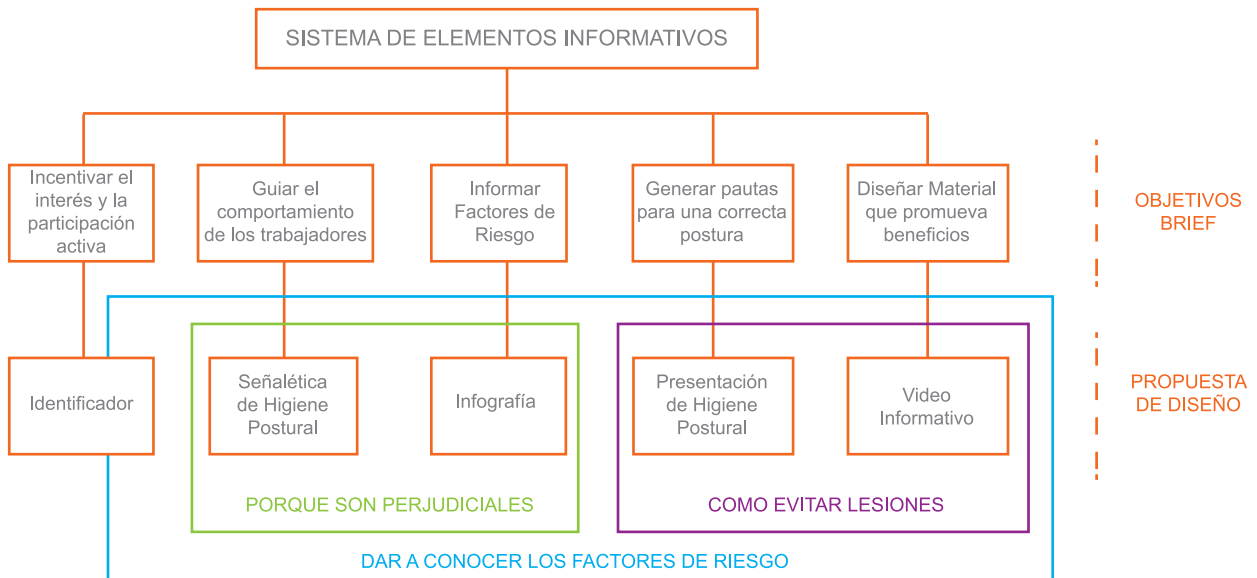 SISTEMA DE ELEMENTOS INFORMATIVOS
Incentivar el
interés y la
participación
activa
Guiar el
comportamiento
de los trabajadores
Informar
Factores de
Riesgo
Generar pautas
para una correcta
postura
Diseñar Material
que promueva
beneficios
OBJETIVOS
BRIEF
Identificador
Señalética
de Higiene
Postural
Infografía
Presentación
de Higiene
Postural
Video
Informativo
PROPUESTA
DE DISEÑO
PORQUE SON PERJUDICIALES
COMO EVITAR LESIONES
DAR A CONOCER LOS FACTORES DE RIESGO